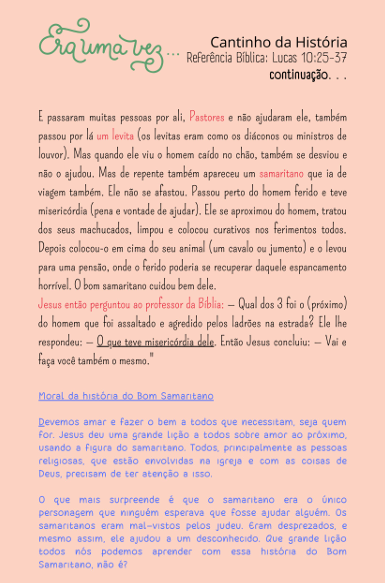 Era uma vez...
Cantinho da História
Referência Bíblica: Lucas 10:25-37
continuação. . .
E passaram muitas pessoas por ali, Pastores e não ajudaram ele, também
passou por lá um levita (os levitas eram como os diáconos ou ministros de
louvor). Mas quando ele viu o homem caído no chão, também se desviou e
não o ajudou. Mas de repente também apareceu um samaritano que ia de
viagem também. Ele não se afastou. Passou perto do homem ferido e teve
misericórdia (pena e vontade de ajudar). Ele se aproximou do homem, tratou
dos seus machucados, limpou e colocou curativos nos ferimentos todos.
Depois colocou-o em cima do seu animal (um cavalo ou jumento) e o levou
para uma pensão, onde o ferido poderia se recuperar daquele espancamento
horrível. O bom samaritano cuidou bem dele.
Jesus então perguntou ao professor da Bíblia: — Qual dos 3 foi o (próximo)
do homem que foi assaltado e agredido pelos ladrões na estrada? Ele lhe
respondeu: — O que teve misericórdia dele. Então Jesus concluiu: — Vai e
faça você também o mesmo."
Moral da história do Bom Samaritano
Devemos amar e fazer o bem a todos que necessitam, seja quem
for. Jesus deu uma grande lição a todos sobre amor ao próximo,
usando a figura do samaritano. Todos, principalmente as pessoas
religiosas, que estão envolvidas na igreja e com as coisas de
Deus, precisam de ter atenção a isso.
O que mais surpreende é que o samaritano era o único
personagem que ninguém esperava que fosse ajudar alguém. Os
samaritanos eram mal-vistos pelos judeu. Eram desprezados, e
mesmo assim, ele ajudou a um desconhecido. Que grande lição
todos nós podemos aprender com essa história do Bom
Samaritano, não é?